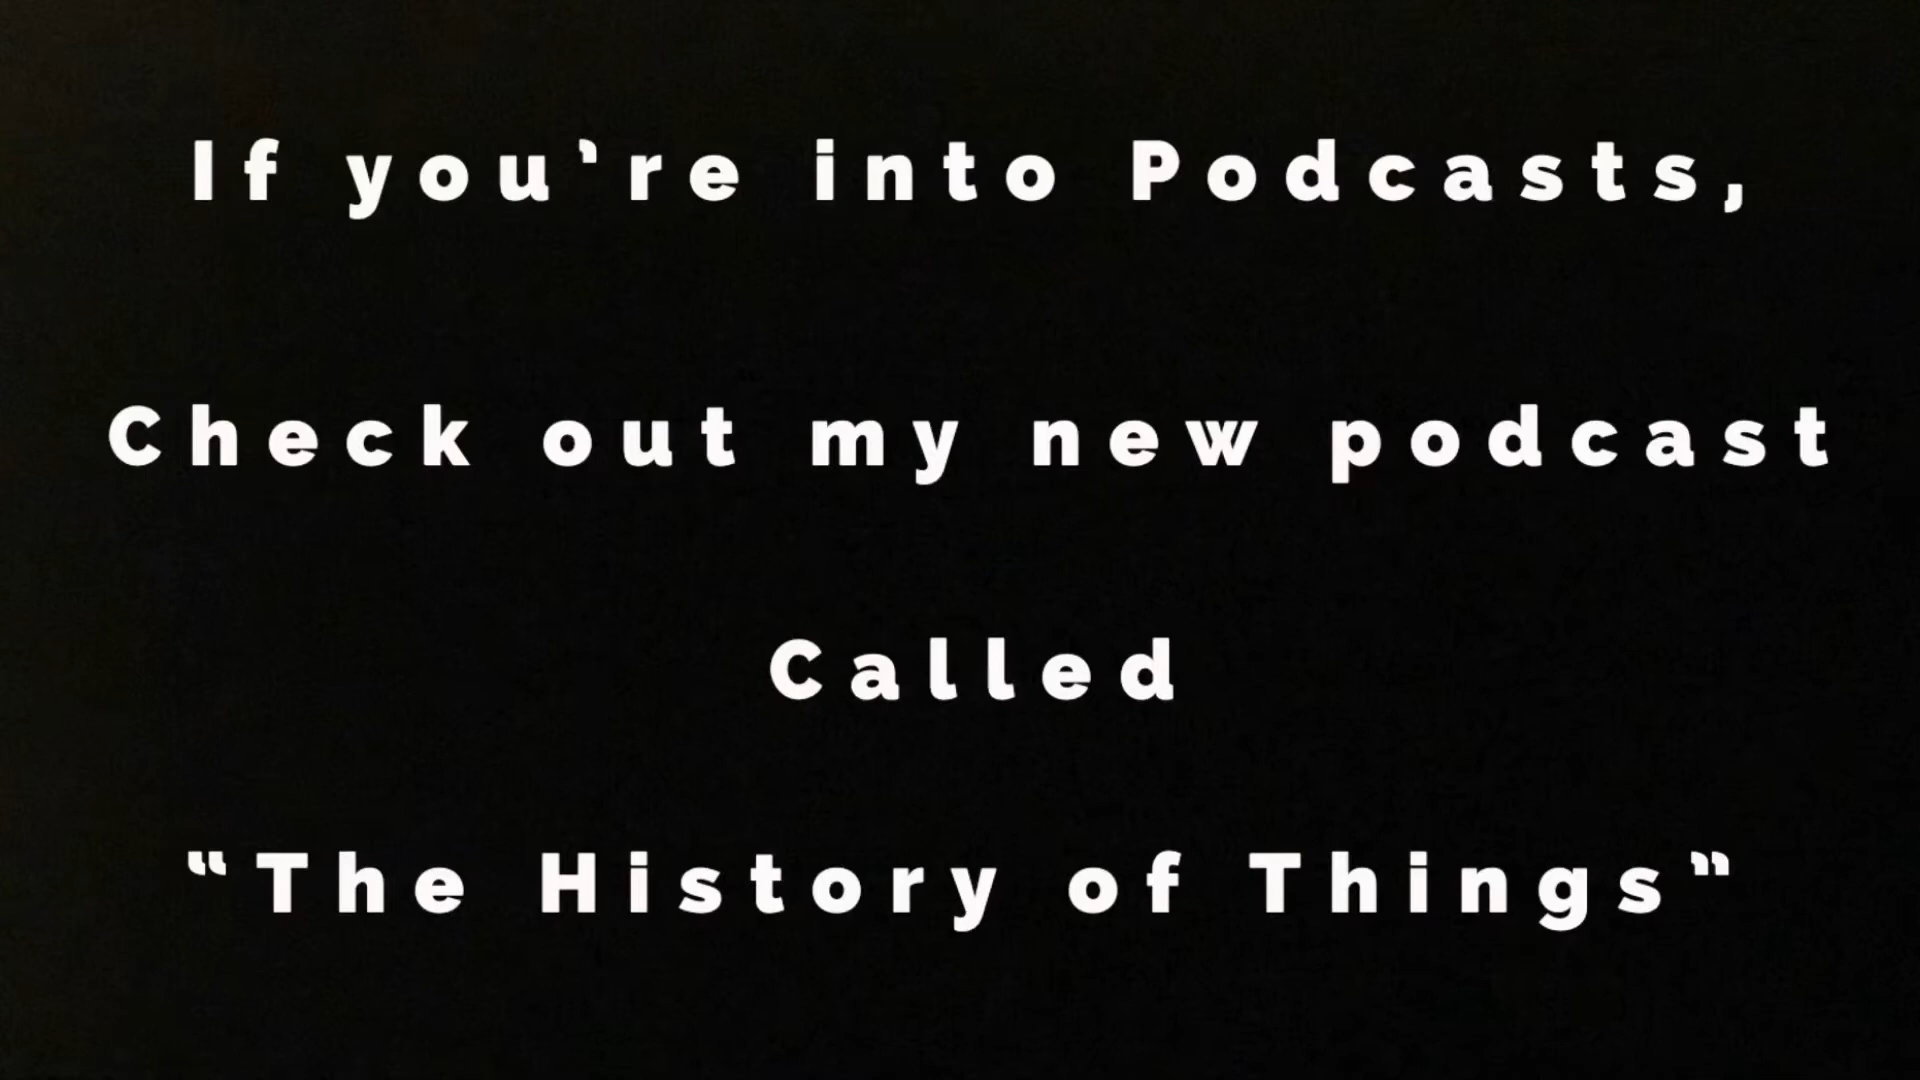 If you're into Podcasts,
Check out my new podcast
Called
“The History of Things”